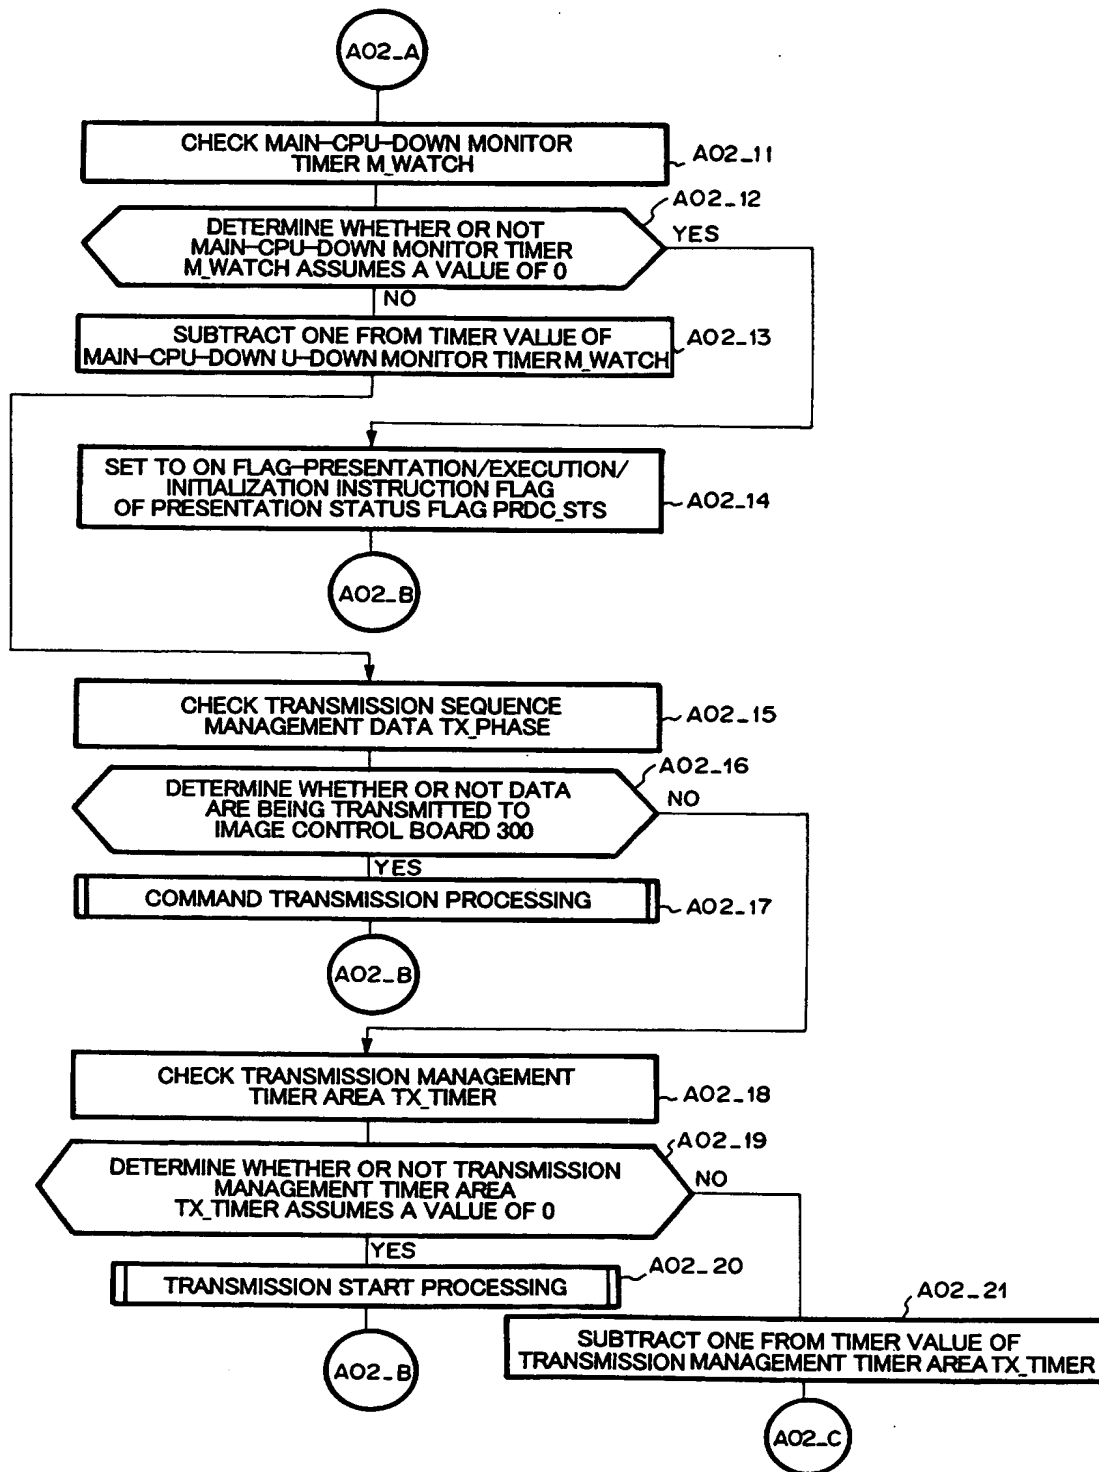 A02_A
CHECK MAIN-CPU-DOWN MONITOR
TIMER M_WATCH
A02_11
A02_12
DETERMINE WHETHER OR NOT
MAIN-CPU-DOWN MONITOR TIMER
M_WATCH ASSUMES A VALUE OF 0
YES
NO
SUBTRACT ONE FROM TIMER VALUE OF
MAIN-CPU-DOWN U-DOWN MONITOR TIMER M_WATCH
A02_13
SET TO ON FLAG-PRESENTATION/EXECUTION/
INITIALIZATION INSTRUCTION FLAG
OF PRESENTATION STATUS FLAG PRDC_STS
A02_14
A02_B
CHECK TRANSMISSION SEQUENCE
MANAGEMENT DATA TX_PHASE
A02_15
A02_16
DETERMINE WHETHER OR NOT DATA
ARE BEING TRANSMITTED TO
IMAGE CONTROL BOARD 300
NO
YES
COMMAND TRANSMISSION PROCESSING
A02_17
A02_B
CHECK TRANSMISSION MANAGEMENT
TIMER AREA TX_TIMER
A02_18
A02_19
DETERMINE WHETHER OR NOT TRANSMISSION
MANAGEMENT TIMER AREA
TX_TIMER ASSUMES A VALUE OF 0
NO
YES
TRANSMISSION START PROCESSING
A02_20
A02_21
SUBTRACT ONE FROM TIMER VALUE OF
TRANSMISSION MANAGEMENT TIMER AREA TX_TIMER
A02_B
A02_C